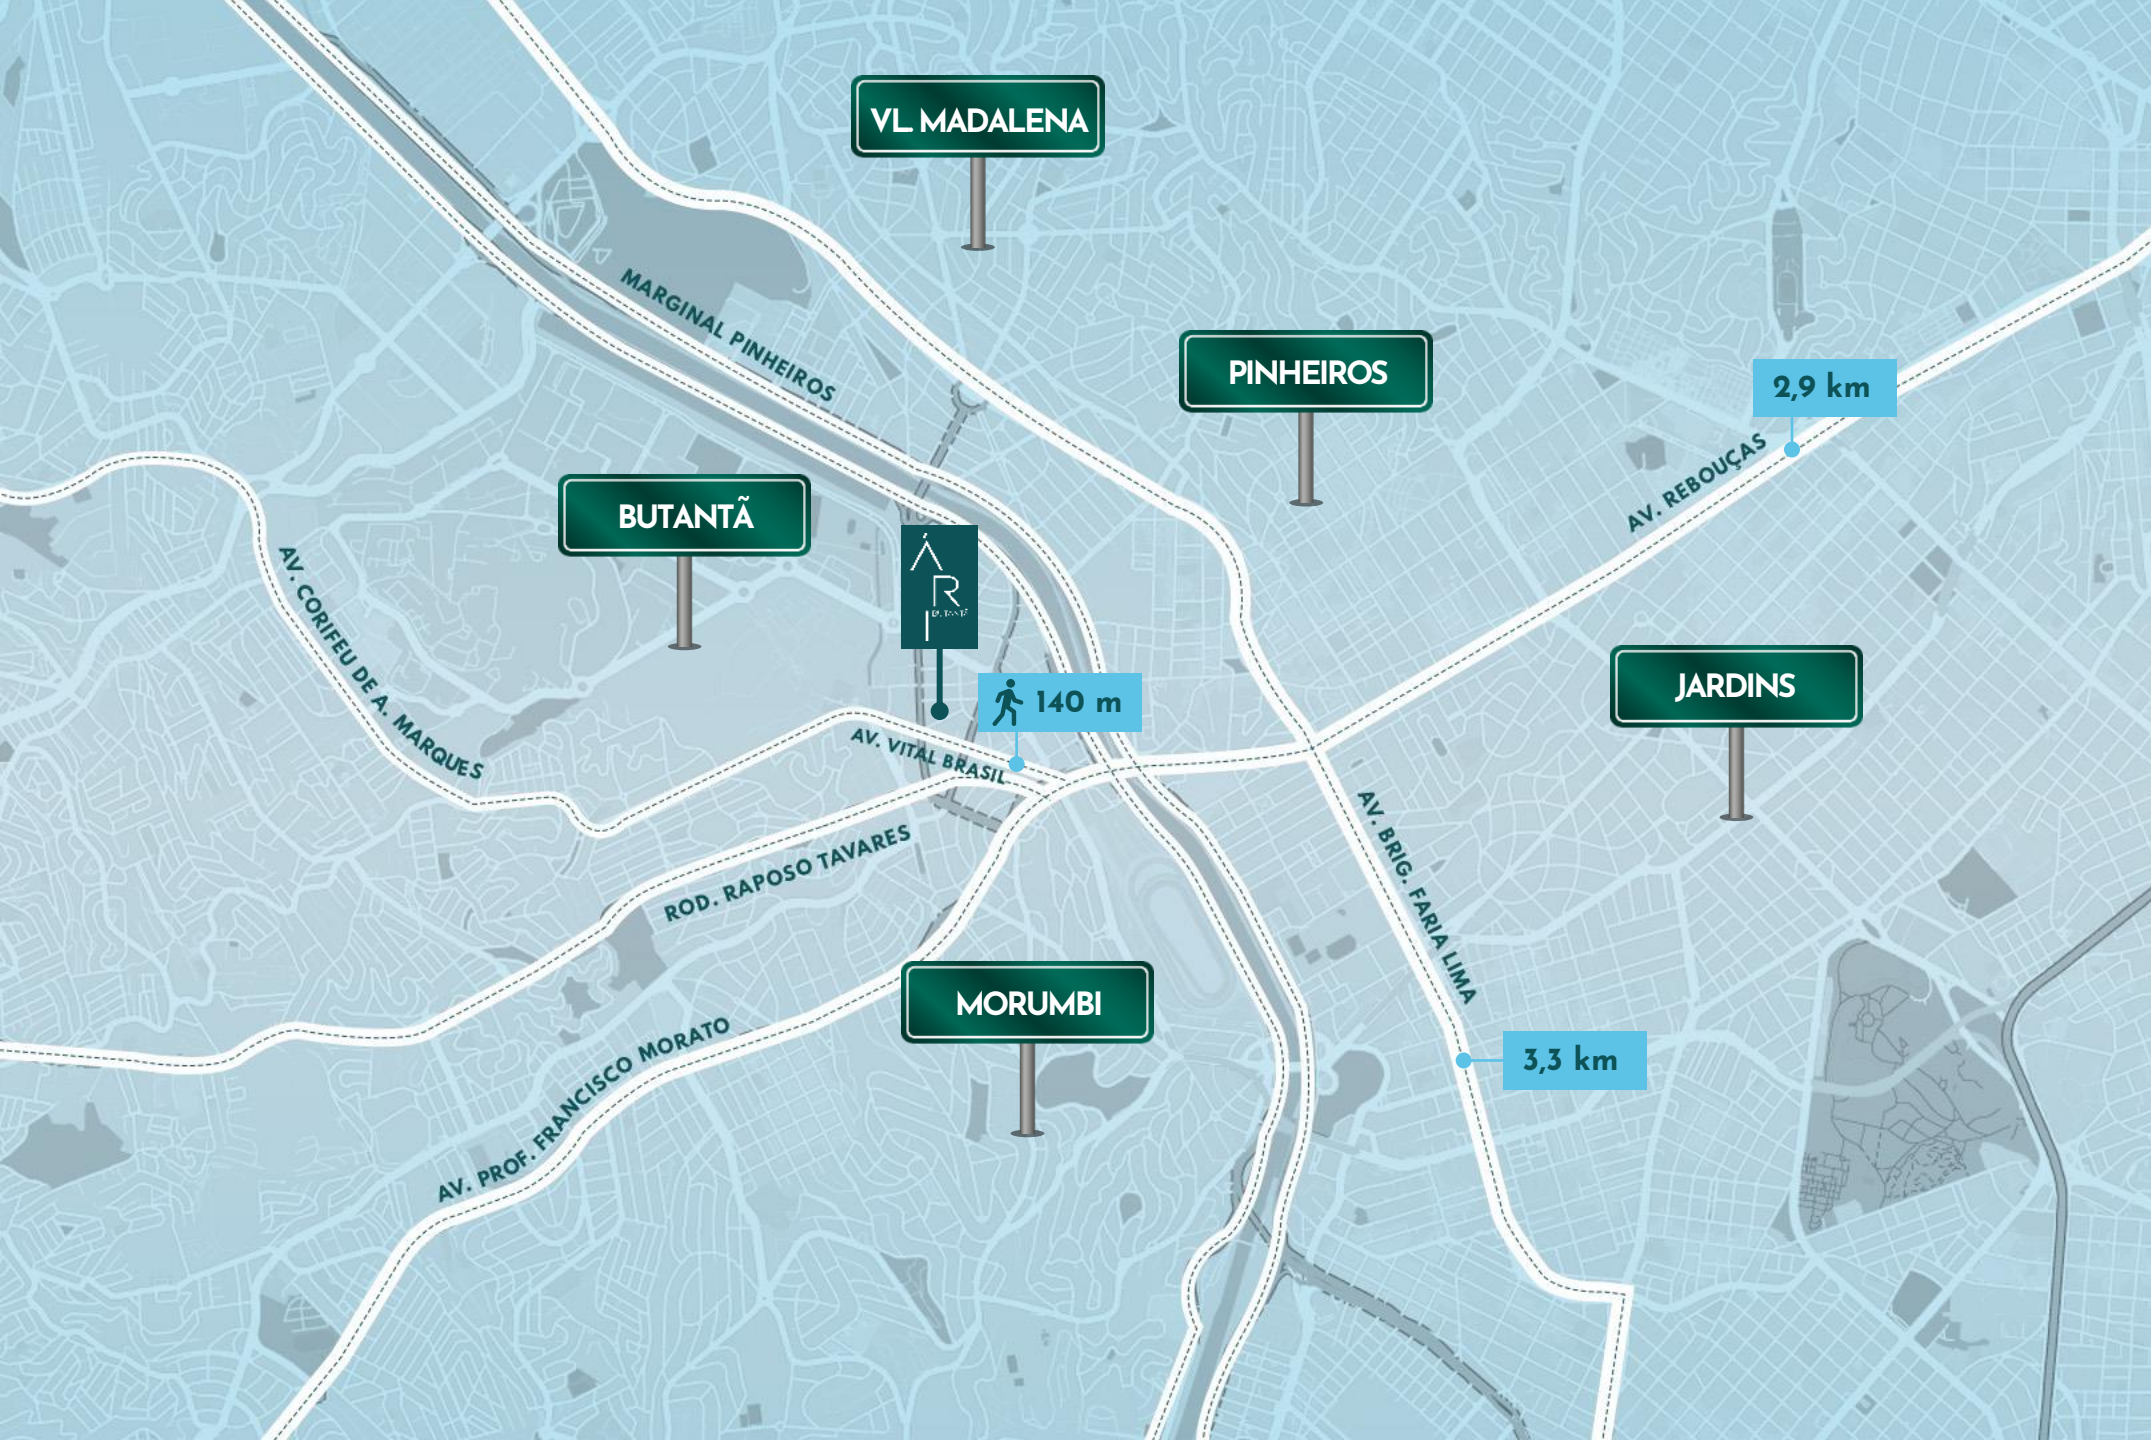 VL. MADALENA
MARGINAL PINHEIROS
PINHEIROS
2,9 km
AV. REBOUÇAS
BUTANTÃ
ÁRI
BUTANTÃ
AV. CORIFEU DE A. MARQUES
140 m
JARDINS
AV. VITAL BRASIL
AV. BRIG. FARIA LIMA
ROD. RAPOSO TAVARES
MORUMBI
AV. PROF. FRANCISCO MORATO
3,3 km